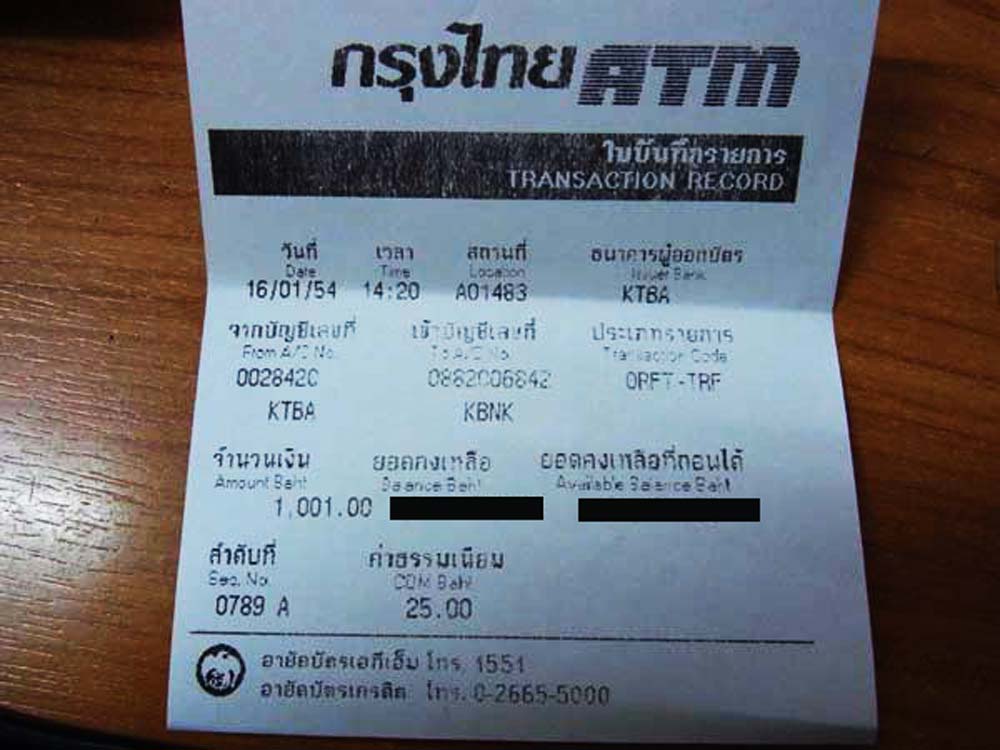 กรุงไทย ATM
ใบบันทึกรายการ
TRANSACTION RECORD
วันที่ เวลา สถานที่ ธนาคารผู้ออกบัตร
Date Time Location Issuer Bank
16/01/54 14:20 A01483 KTBA
จากบัญชีเลขที่ เข้าบัญชีเลขที่ ประเภทรายการ
From A/C No. To A/C No. Transaction Code
0028420 0882006842 ORFT-TRF
KTBA KBNK
จำนวนเงิน ยอดคงเหลือ ยอดคงเหลือที่ถอนได้
Amount Baht Balance Baht Available Balance Baht
1,001.00
ลำดับที่ ค่าธรรมเนียม
Seq. No. COM Baht
0789 A 25.00
อายัดบัตรเอทีเอ็ม โทร. 1551
อายัดบัตรเครดิต โทร. 0-2665-5000